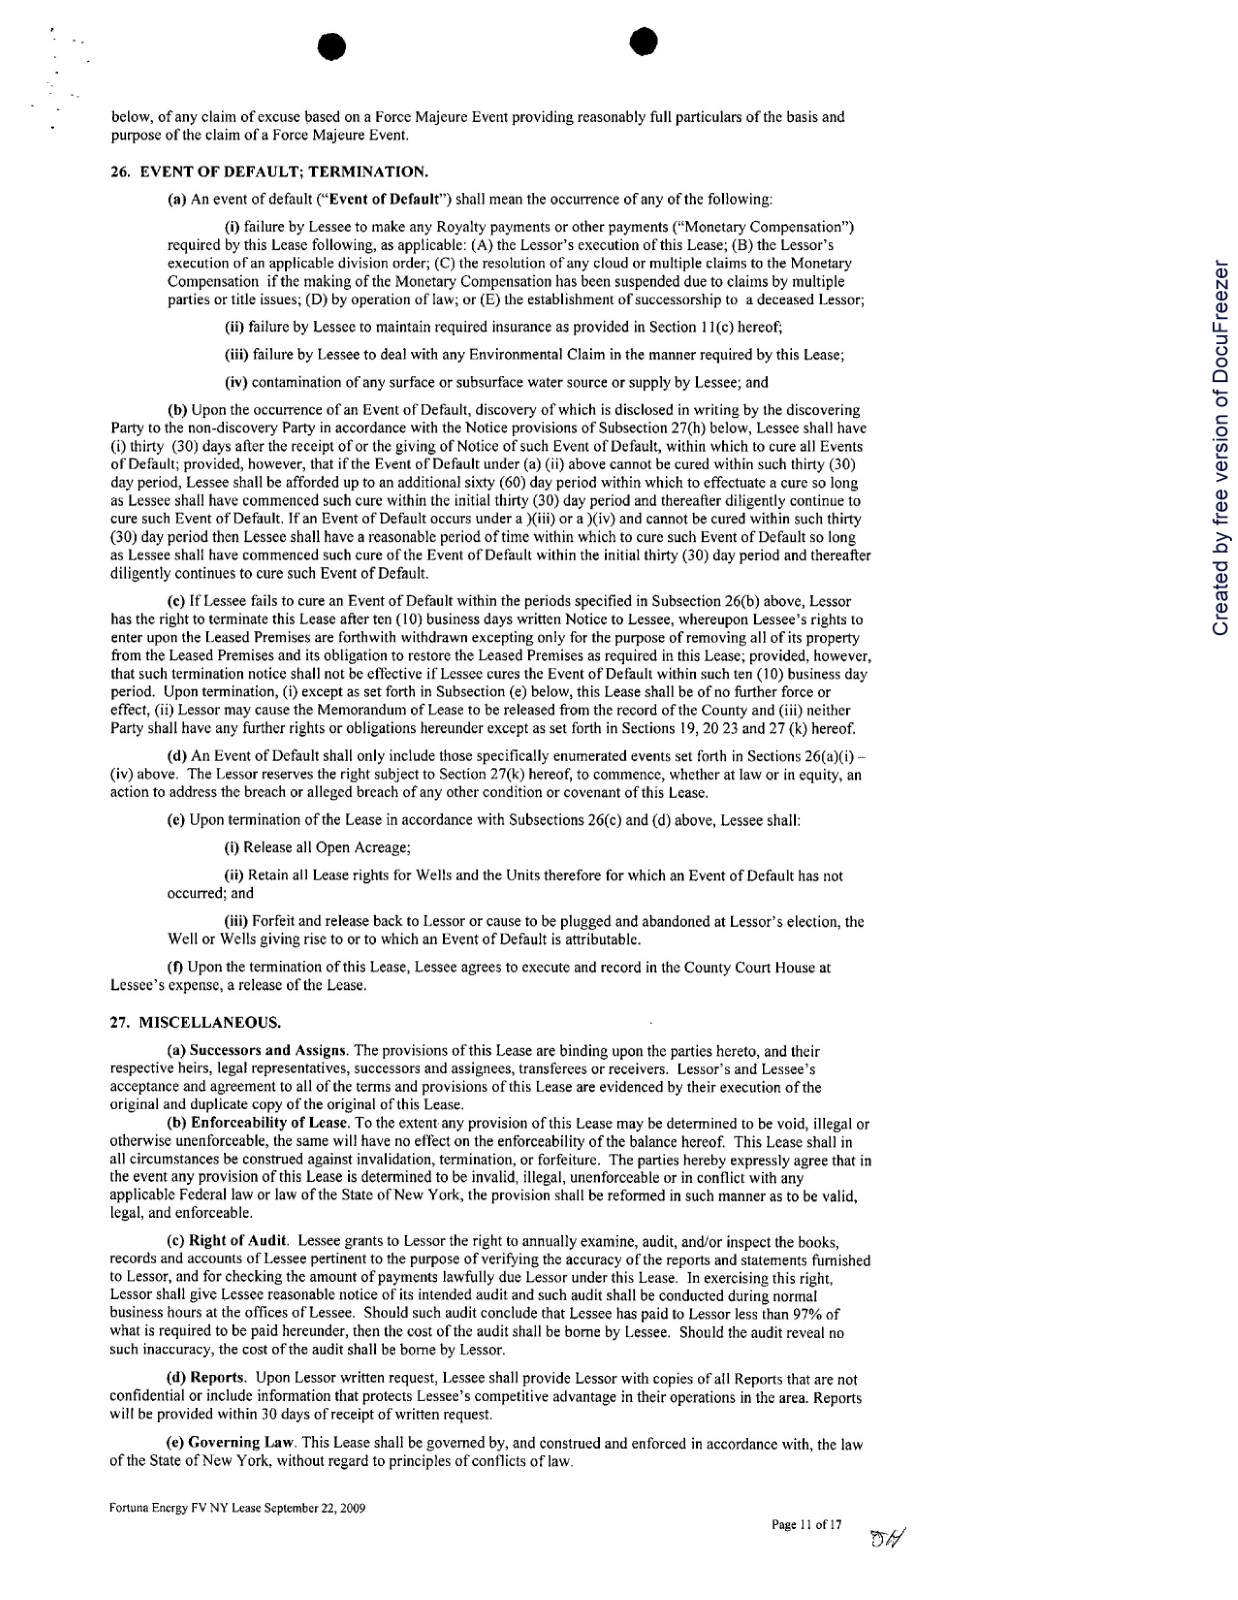 below, of any claim of excuse based on a Force Majeure Event providing reasonably full particulars of the basis and
purpose of the claim of a Force Majeure Event.
26. EVENT OF DEFAULT; TERMINATION.
(a) An event of default (“Event of Default”) shall mean the occurrence of any of the following:
(i) failure by Lessee to make any Royalty payments or other payments (“Monetary Compensation”)
required by this Lease following, as applicable: (A) the Lessor’s execution of this Lease; (B) the Lessor’s
execution of an applicable division order; (C) the resolution of any cloud or multiple claims to the Monetary
Compensation if the making of the Monetary Compensation has been suspended due to claims by multiple
parties or title issues; (D) by operation of law; or (E) the establishment of successorship to a deceased Lessor;
(ii) failure by Lessee to maintain required insurance as provided in Section 11(c) hereof;
(iii) failure by Lessee to deal with any Environmental Claim in the manner required by this Lease;
(iv) contamination of any surface or subsurface water source or supply by Lessee; and
(b) Upon the occurrence of an Event of Default, discovery of which is disclosed in writing by the discovering
Party to the non-discovery Party in accordance with the Notice provisions of Subsection 27(h) below, Lessee shall have
(i) thirty (30) days after the receipt of or the giving of Notice of such Event of Default, within which to cure all Events
of Default; provided, however, that if the Event of Default under (a) (ii) above cannot be cured within such thirty (30)
day period, Lessee shall be afforded up to an additional sixty (60) day period within which to effectuate a cure so long
as Lessee shall have commenced such cure within the initial thirty (30) day period and thereafter diligently continue to
cure such Event of Default. If an Event of Default occurs under a )(iii) or a )(iv) and cannot be cured within such thirty
(30) day period then Lessee shall have a reasonable period of time within which to cure such Event of Default so long
as Lessee shall have commenced such cure of the Event of Default within the initial thirty (30) day period and thereafter
diligently continues to cure such Event of Default.
(c) If Lessee fails to cure an Event of Default within the periods specified in Subsection 26(b) above, Lessor
has the right to terminate this Lease after ten (10) business days written Notice to Lessee, whereupon Lessee’s rights to
enter upon the Leased Premises are forthwith withdrawn excepting only for the purpose of removing all of its property
from the Leased Premises and its obligation to restore the Leased Premises as required in this Lease; provided, however,
that such termination notice shall not be effective if Lessee cures the Event of Default within such ten (10) business day
period. Upon termination, (i) except as set forth in Subsection (e) below, this Lease shall be of no further force or
effect, (ii) Lessor may cause the Memorandum of Lease to be released from the record of the County and (iii) neither
Party shall have any further rights or obligations hereunder except as set forth in Sections 19, 20 23 and 27 (k) hereof.
(d) An Event of Default shall only include those specifically enumerated events set forth in Sections 26(a)(i) –
(iv) above. The Lessor reserves the right subject to Section 27(k) hereof, to commence, whether at law or in equity, an
action to address the breach or alleged breach of any other condition or covenant of this Lease.
(e) Upon termination of the Lease in accordance with Subsections 26(c) and (d) above, Lessee shall:
(i) Release all Open Acreage;
(ii) Retain all Lease rights for Wells and the Units therefore for which an Event of Default has not
occurred; and
(iii) Forfeit and release back to Lessor or cause to be plugged and abandoned at Lessor’s election, the
Well or Wells giving rise to or to which an Event of Default is attributable.
(f) Upon the termination of this Lease, Lessee agrees to execute and record in the County Court House at
Lessee’s expense, a release of the Lease.
27. MISCELLANEOUS.
(a) Successors and Assigns. The provisions of this Lease are binding upon the parties hereto, and their
respective heirs, legal representatives, successors and assignees, transferees or receivers. Lessor’s and Lessee’s
acceptance and agreement to all of the terms and provisions of this Lease are evidenced by their execution of the
original and duplicate copy of the original of this Lease.
(b) Enforceability of Lease. To the extent any provision of this Lease may be determined to be void, illegal or
otherwise unenforceable, the same will have no effect on the enforceability of the balance hereof. This Lease shall in
all circumstances be construed against invalidation, termination, or forfeiture. The parties hereby expressly agree that in
the event any provision of this Lease is determined to be invalid, illegal, unenforceable or in conflict with any
applicable Federal law or law of the State of New York, the provision shall be reformed in such manner as to be valid,
legal, and enforceable.
(c) Right of Audit. Lessee grants to Lessor the right to annually examine, audit, and/or inspect the books,
records and accounts of Lessee pertinent to the purpose of verifying the accuracy of the reports and statements furnished
to Lessor, and for checking the amount of payments lawfully due Lessor under this Lease. In exercising this right,
Lessor shall give Lessee reasonable notice of its intended audit and such audit shall be conducted during normal
business hours at the offices of Lessee. Should such audit conclude that Lessee has paid to Lessor less than 97% of
what is required to be paid hereunder, then the cost of the audit shall be borne by Lessee. Should the audit reveal no
such inaccuracy, the cost of the audit shall be borne by Lessor.
(d) Reports. Upon Lessor written request, Lessee shall provide Lessor with copies of all Reports that are not
confidential or include information that protects Lessee’s competitive advantage in their operations in the area. Reports
will be provided within 30 days of receipt of written request.
(e) Governing Law. This Lease shall be governed by, and construed and enforced in accordance with, the law
of the State of New York, without regard to principles of conflicts of law.
Fortuna Energy FV NY Lease September 22, 2009
Page 11 of 17
Created by free version of DocuFreezer